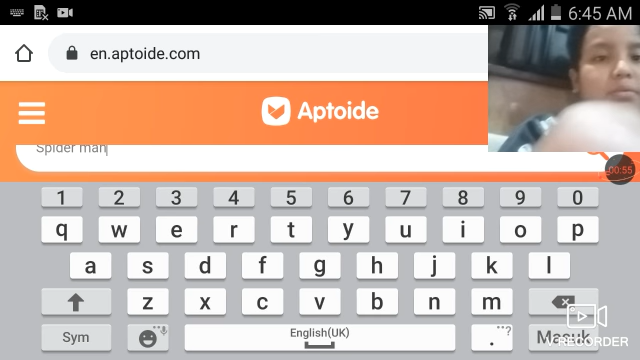 6:45 AM
en.aptoide.com
Aptoide
Spider man
00:55
1 2 3 4 5 6 7 8 9 0
q w e r t y u i o p
a s d f g h j k l
z x c v b n m
Sym English(UK) . ? Masuk
V RECORDER